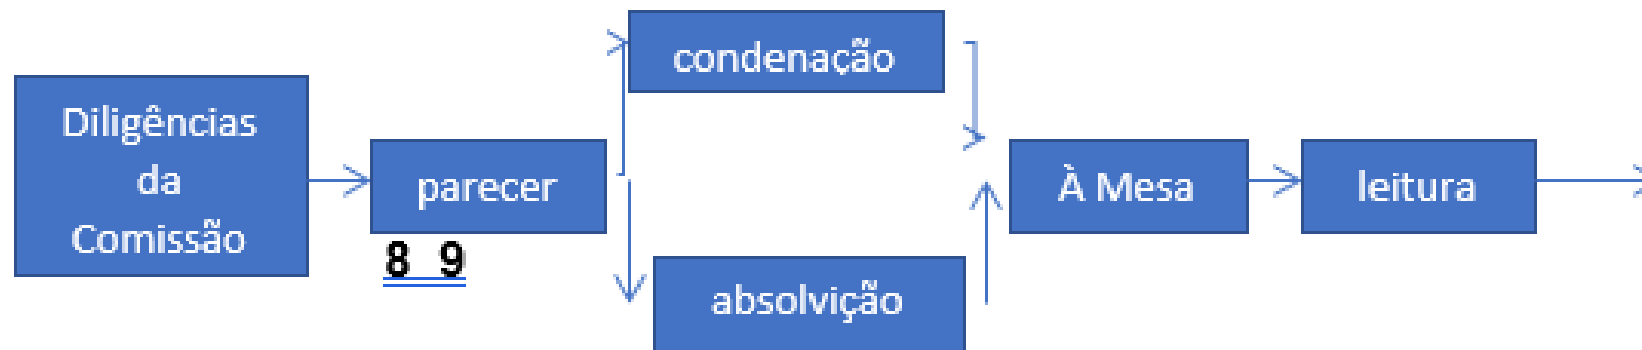 Diligências
da
Comissão
parecer
8 9
condenação
absolvição
À Mesa
leitura